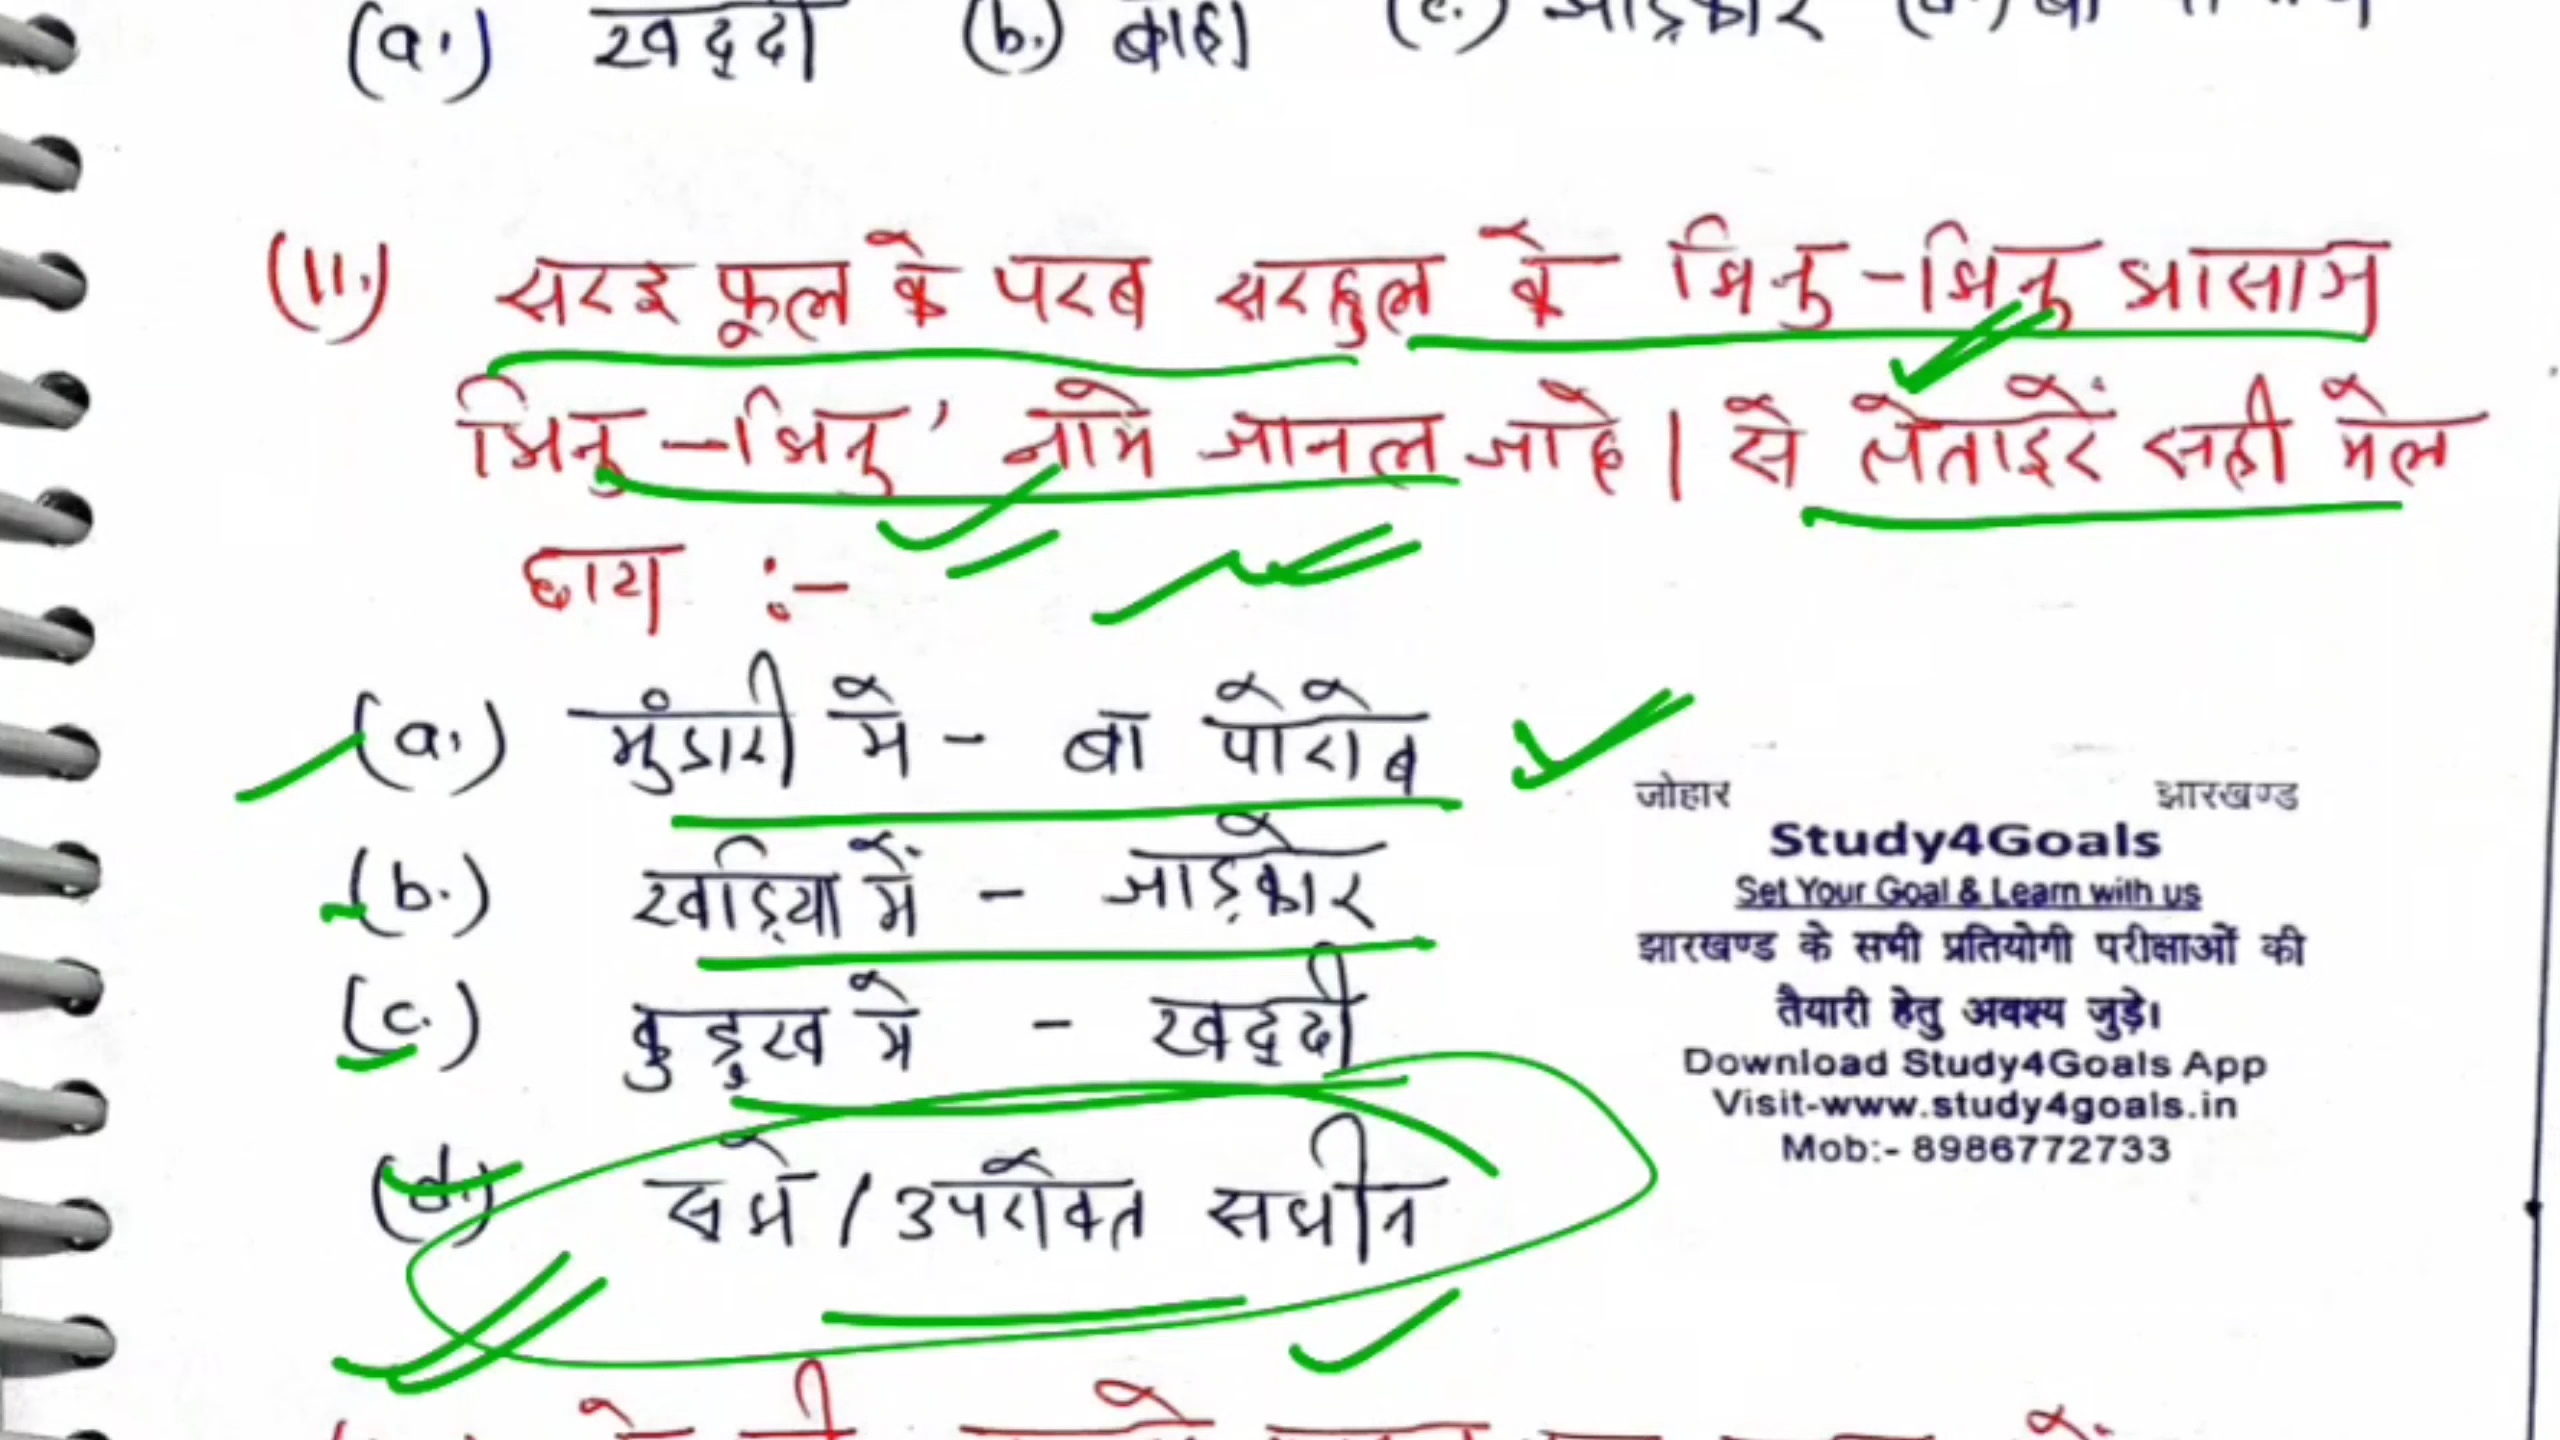 (a.) खद्दी (b.) बाहा (c.) जाड़कोर
(11.) सरइ फूल के परब सरहुल के भिनु-भिनु भासाम
भिनु-भिनु' नामे जानल जाहे। से लेताइरें सही मेल
छाय :-
(a.) मुंडारी मे - बा पोरोब
(b.) खड़िया में - जाड़कोर
(c.) कुड़ुख मे - खद्दी
(d.) सभे / उपरोक्त सभीन
जोहार झारखण्ड
Study4Goals
Set Your Goal & Learn with us
झारखण्ड के सभी प्रतियोगी परीक्षाओं की
तैयारी हेतु अवश्य जुड़े।
Download Study4Goals App
Visit-www.study4goals.in
Mob:- 8986772733